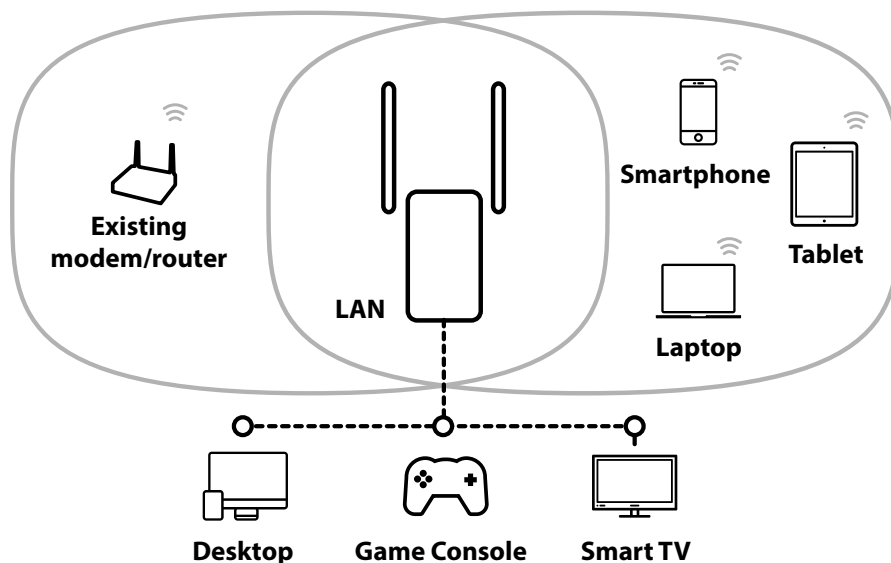 Existing
modem/router
LAN
Smartphone
Tablet
Laptop
Desktop
Game Console
Smart TV